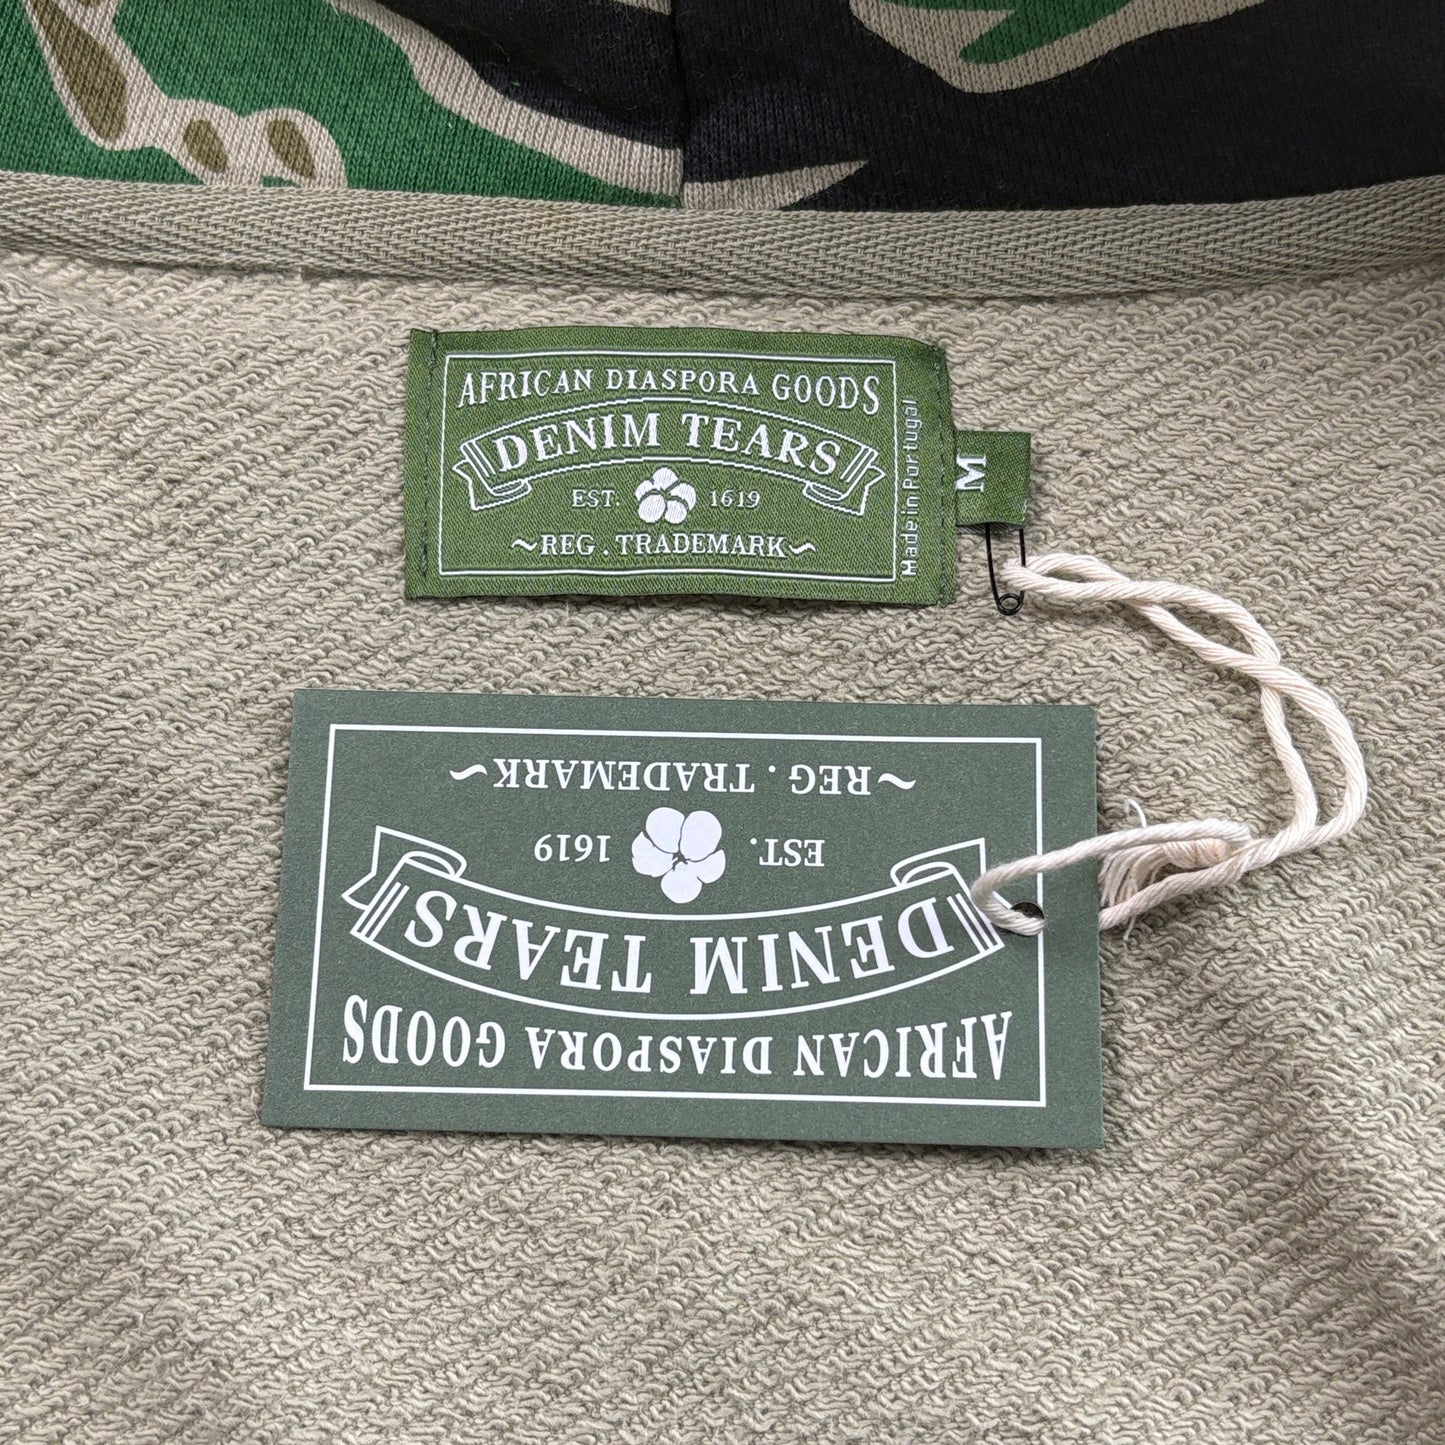 AFRICAN DIASPORA GOODS
DENIM TEARS
EST. 1619
~REG. TRADEMARK~
Made in Portugal
M
AFRICAN DIASPORA GOODS
DENIM TEARS
EST. 1619
~REG. TRADEMARK~